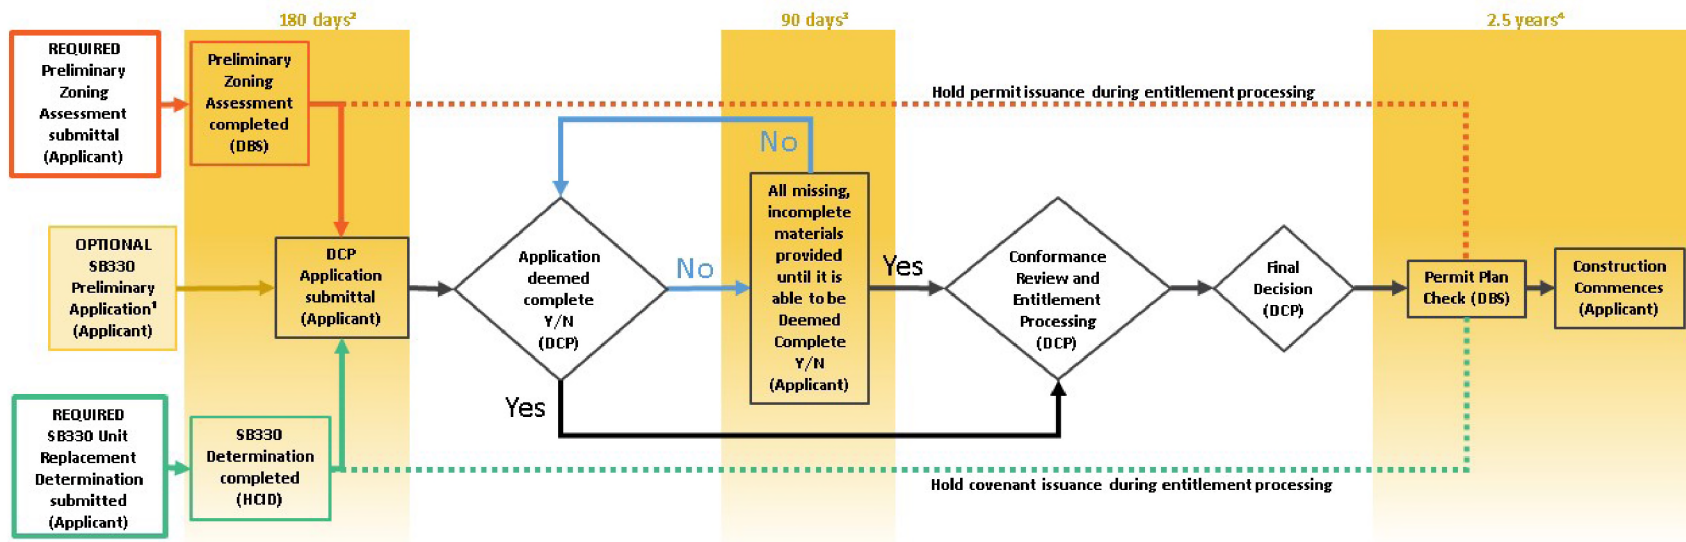 180 days²
90 days³
2.5 years⁴
REQUIRED
Preliminary
Zoning
Assessment
submittal
(Applicant)
Preliminary
Zoning
Assessment
completed
(DBS)
Hold permit issuance during entitlement processing
OPTIONAL
SB330
Preliminary
Application¹
(Applicant)
DCP
Application
submittal
(Applicant)
Application
deemed
complete
Y/N
(DCP)
No
No
All missing,
incomplete
materials
provided
until it is
able to be
Deemed
Complete
Y/N
(Applicant)
Yes
Yes
Conformance
Review and
Entitlement
Processing
(DCP)
Final
Decision
(DCP)
Permit Plan
Check (DBS)
Construction
Commences
(Applicant)
REQUIRED
SB330 Unit
Replacement
Determination
submitted
(Applicant)
SB330
Determination
completed
(HCID)
Hold covenant issuance during entitlement processing